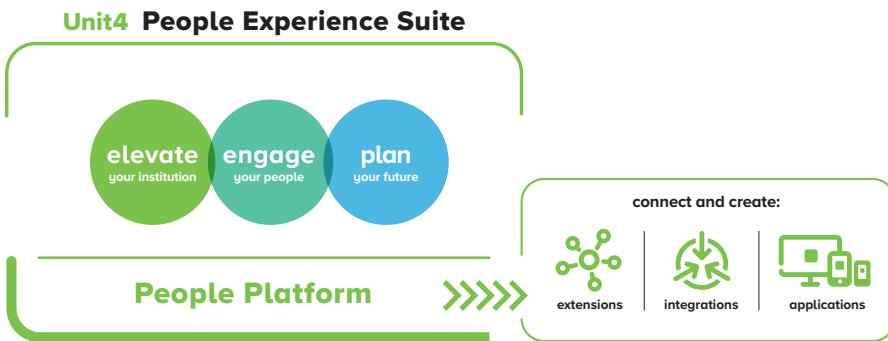 Unit4 People Experience Suite
elevate
your institution
engage
your people
plan
your future
People Platform
connect and create:
extensions
integrations
applications